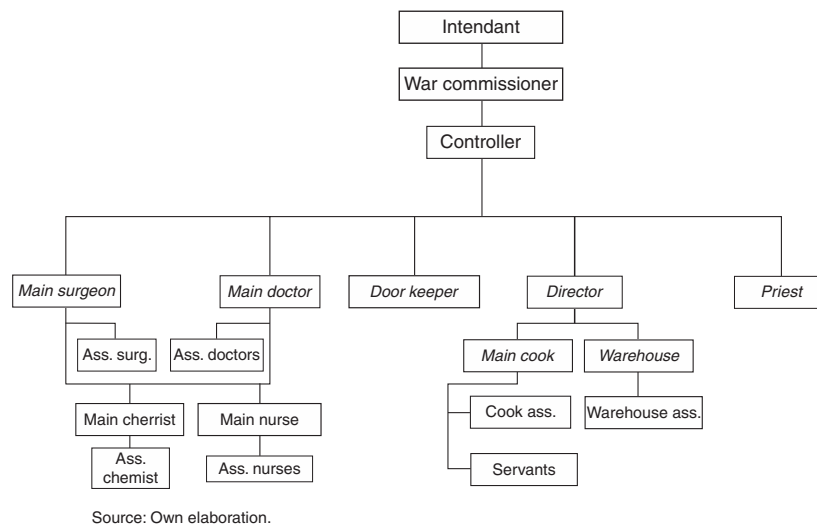 Intendant
War commissioner
Controller
Main surgeon
Main doctor
Door keeper
Director
Priest
Ass. surg.
Ass. doctors
Main cook
Warehouse
Main cherrist
Main nurse
Cook ass.
Warehouse ass.
Ass.
chemist
Ass. nurses
Servants
Source: Own elaboration.